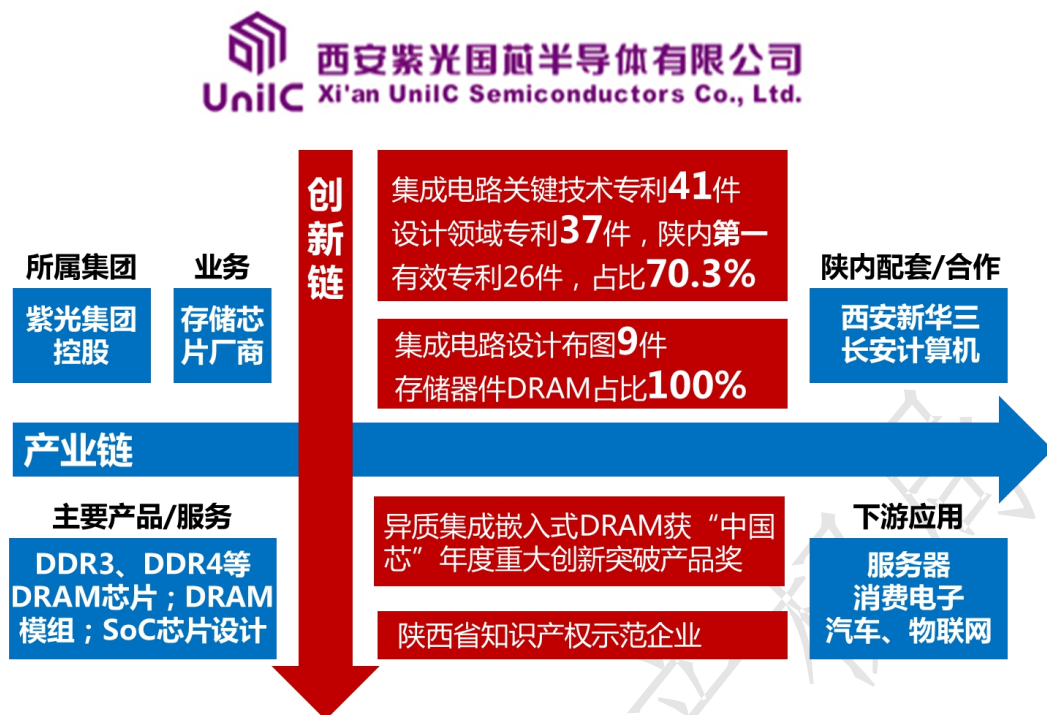 西安紫光国芯半导体有限公司
UniIC
Xi'an UniIC Semiconductors Co., Ltd.
创新链
集成电路关键技术专利41件
设计领域专利37件，陕内第一
有效专利26件，占比70.3%
所属集团
业务
陕内配套/合作
紫光集团
控股
存储芯
片厂商
西安新华三
长安计算机
集成电路设计布图9件
存储器件DRAM占比100%
产业链
主要产品/服务
下游应用
DDR3、DDR4等
DRAM芯片；DRAM
模组；SoC芯片设计
异质集成嵌入式DRAM获“中国
芯”年度重大创新突破产品奖
服务器
消费电子
汽车、物联网
陕西省知识产权示范企业